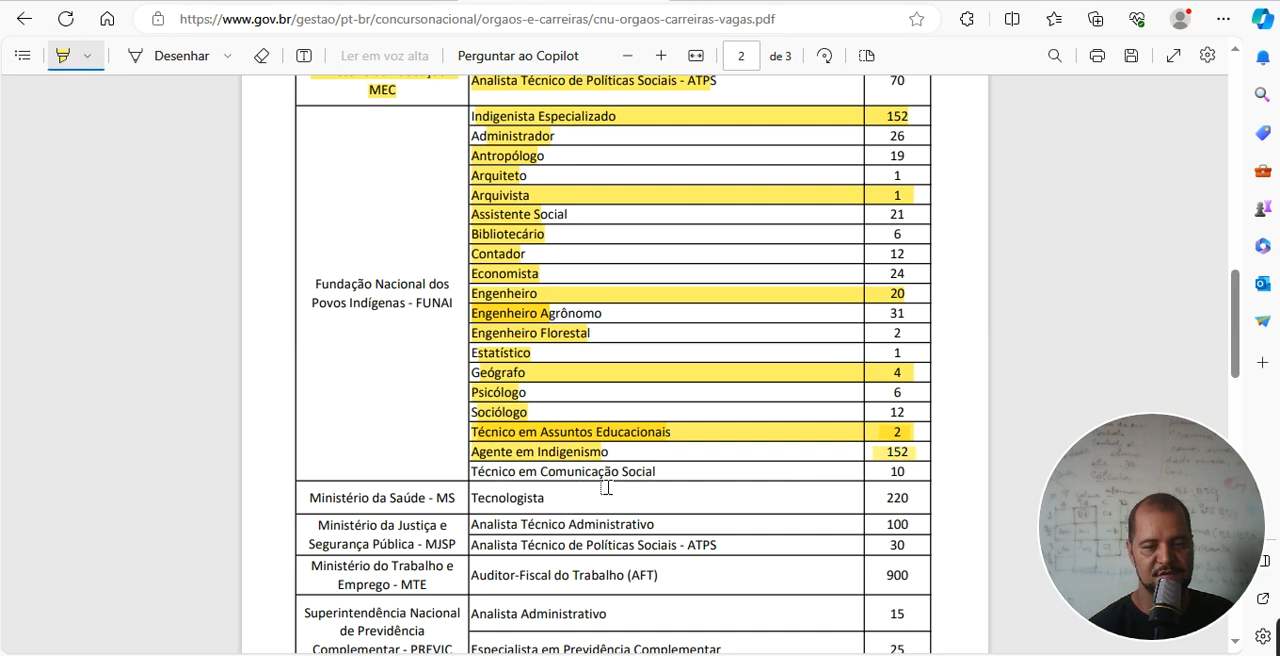 https://www.gov.br/gestao/pt-br/concursonacional/orgaos-e-carreiras/cnu-orgaos-carreiras-vagas.pdf
Desenhar
Ler em voz alta
Perguntar ao Copilot
2 de 3
MEC
Analista Técnico de Políticas Sociais - ATPS 70
Indigenista Especializado 152
Administrador 26
Antropólogo 19
Arquiteto 1
Arquivista 1
Assistente Social 21
Bibliotecário 6
Contador 12
Economista 24
Fundação Nacional dos
Povos Indígenas - FUNAI
Engenheiro 20
Engenheiro Agrônomo 31
Engenheiro Florestal 2
Estatístico 1
Geógrafo 4
Psicólogo 6
Sociólogo 12
Técnico em Assuntos Educacionais 2
Agente em Indigenismo 152
Técnico em Comunicação Social 10
Ministério da Saúde - MS Tecnologista 220
Ministério da Justiça e
Segurança Pública - MJSP
Analista Técnico Administrativo 100
Analista Técnico de Políticas Sociais - ATPS 30
Ministério do Trabalho e
Emprego - MTE
Auditor-Fiscal do Trabalho (AFT) 900
Superintendência Nacional
de Previdência
Complementar - PREVIC
Analista Administrativo 15
Especialista em Previdência Complementar 25